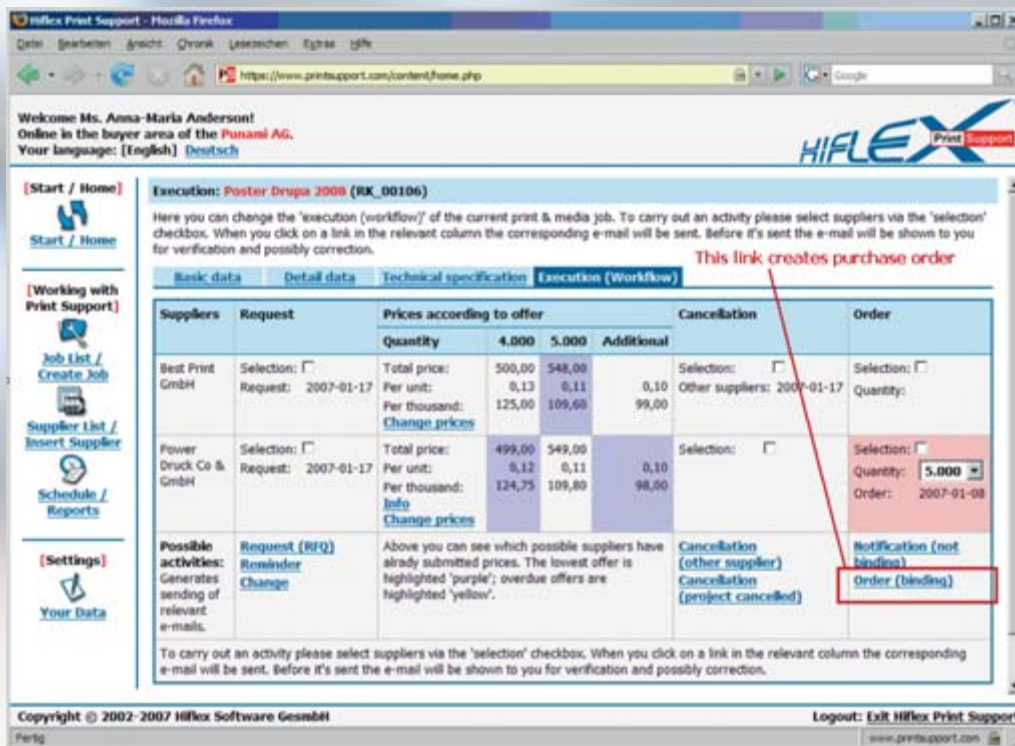 Hiflex Print Support - Mozilla Firefox
Datei Bearbeiten Ansicht Chronik Lesezeichen Extras Hilfe
https://www.printsupport.com/content/home.php
Google
Welcome Ms. Anna-Maria Anderson!
Online in the buyer area of the Punami AG.
Your language: [English] Deutsch
HIFLEX Print Support
[Start / Home]
Start / Home
[Working with
Print Support]
Job List /
Create Job
Supplier List /
Insert Supplier
Schedule /
Reports
[Settings]
Your Data
Execution: Poster Drupa 2008 (RK_00106)
Here you can change the 'execution (workflow)' of the current print & media job. To carry out an activity please select suppliers via the 'selection'
checkbox. When you click on a link in the relevant column the corresponding e-mail will be sent. Before it's sent the e-mail will be shown to you
for verification and possibly correction.
This link creates purchase order
Basic data Detail data Technical specification Execution (Workflow)
Suppliers Request Prices according to offer Cancellation Order
Quantity 4.000 5.000 Additional
Best Print Selection: Total price: 500,00 548,00 Selection: Selection:
GmbH Request: 2007-01-17 Per unit: 0,13 0,11 0,10 Other suppliers: 2007-01-17 Quantity:
Per thousand: 125,00 109,60 99,00
Change prices
Power Selection: Total price: 499,00 549,00 Selection: Selection:
Druck Co & Request: 2007-01-17 Per unit: 0,12 0,11 0,10 Quantity: 5.000
GmbH Per thousand: 124,75 109,80 98,00 Order: 2007-01-08
Info
Change prices
Possible
activities:
Generates
sending of
relevant
e-mails.
Request (RFQ)
Reminder
Change
Above you can see which possible suppliers have
alrady submitted prices. The lowest offer is
highlighted 'purple'; overdue offers are
highlighted 'yellow'.
Cancellation
(other supplier)
Cancellation
(project cancelled)
Notification (not
binding)
Order (binding)
To carry out an activity please select suppliers via the 'selection' checkbox. When you click on a link in the relevant column the corresponding
e-mail will be sent. Before it's sent the e-mail will be shown to you for verification and possibly correction.
Copyright © 2002-2007 Hiflex Software GesmbH Logout: Exit Hiflex Print Support
Fertig www.printsupport.com